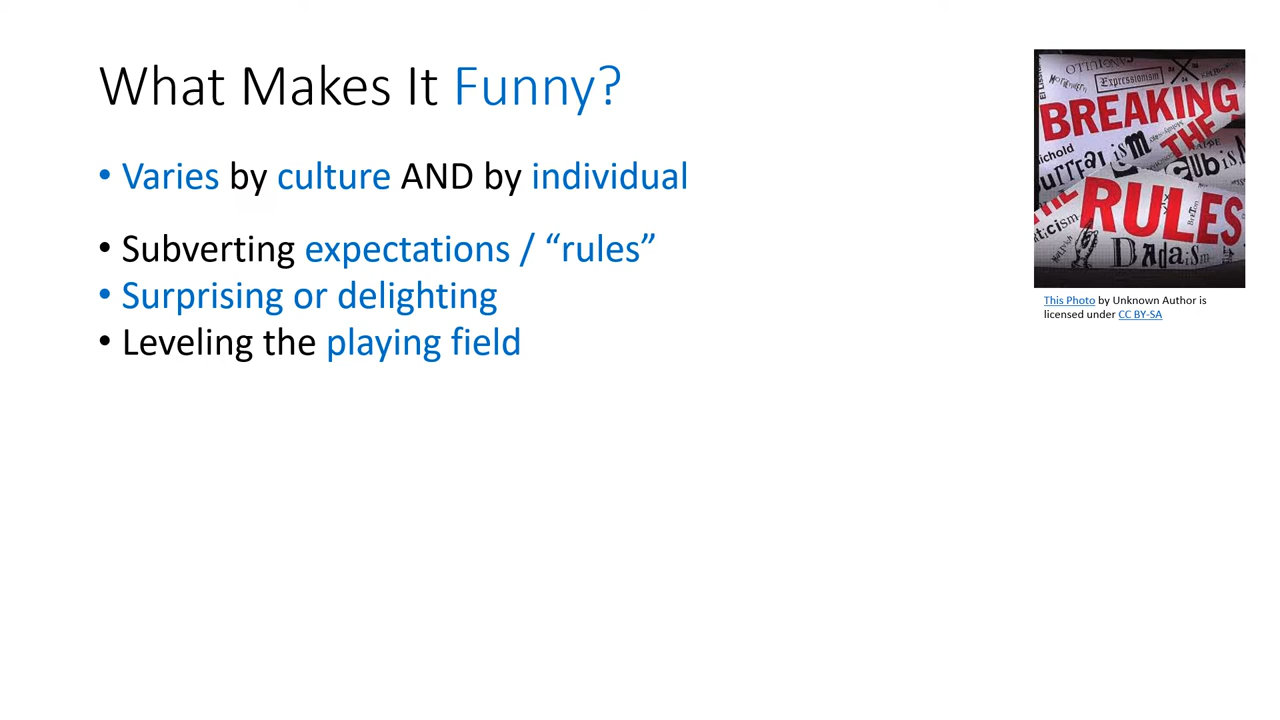 What Makes It Funny?
• Varies by culture AND by individual
• Subverting expectations / “rules”
• Surprising or delighting
• Leveling the playing field
Expressionism
BREAKING
THE
Cubism
RULES
Dadaism
This Photo by Unknown Author is
licensed under CC BY-SA